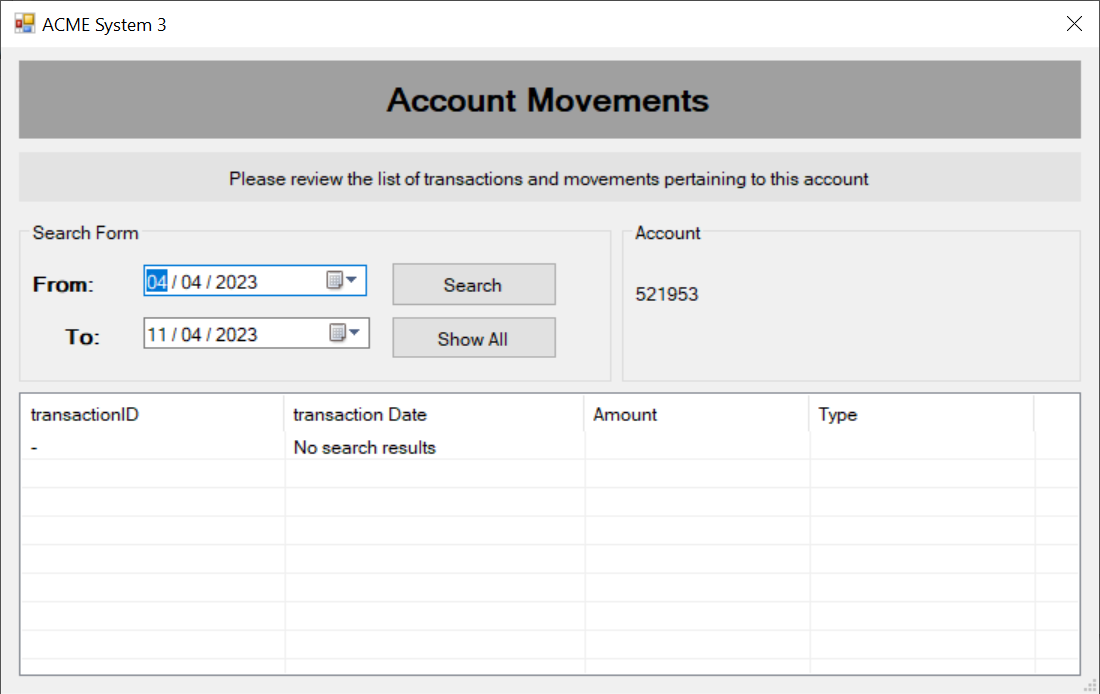 ACME System 3
Account Movements
Please review the list of transactions and movements pertaining to this account
Search Form
From: 04 / 04 / 2023 Search
To: 11 / 04 / 2023 Show All
Account
521953
transactionID transaction Date Amount Type
- No search results